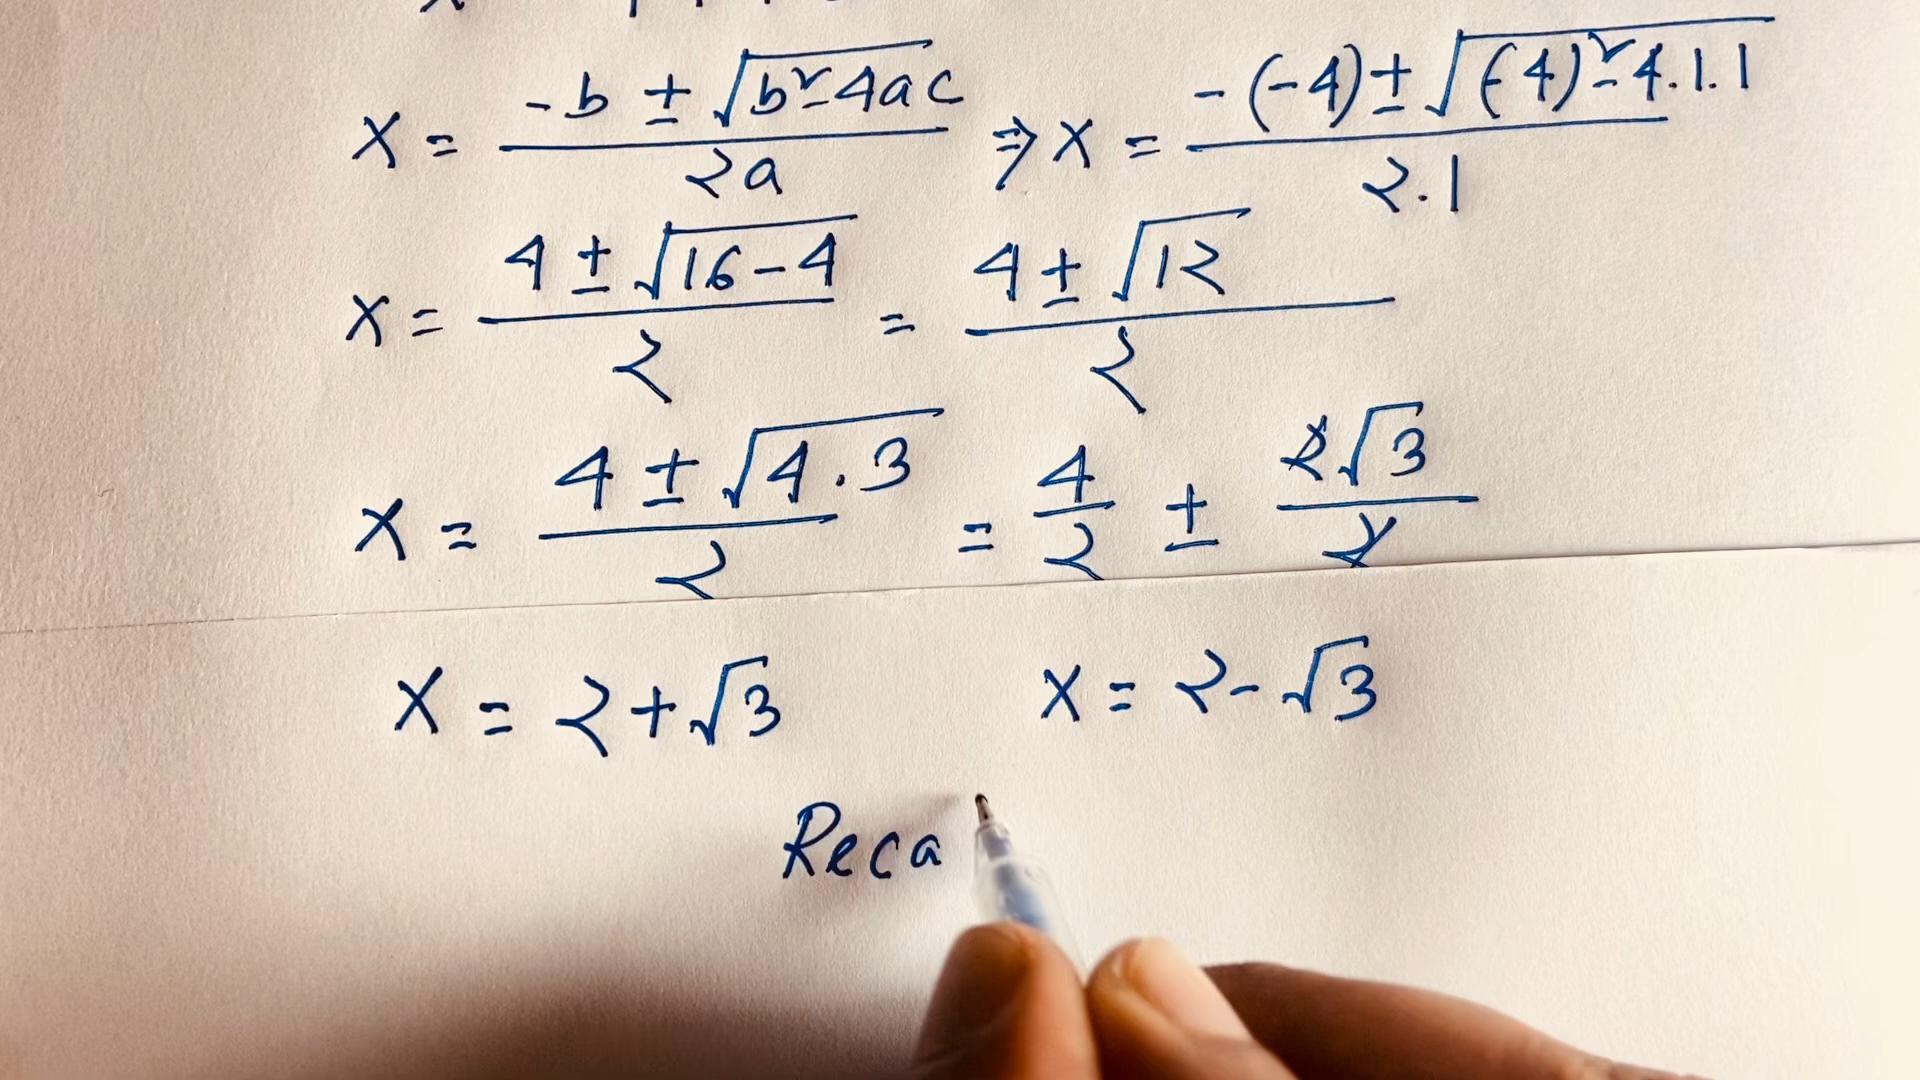 x = (-b ± √(b²-4ac))/(2a) ⇒ x = (-(-4) ± √((-4)²-4.1.1))/(2.1)
x = (4 ± √(16-4))/2 = (4 ± √12)/2
x = (4 ± √(4.3))/2 = 4/2 ± (2√3)/2
x = 2+√3 x = 2-√3
Reca